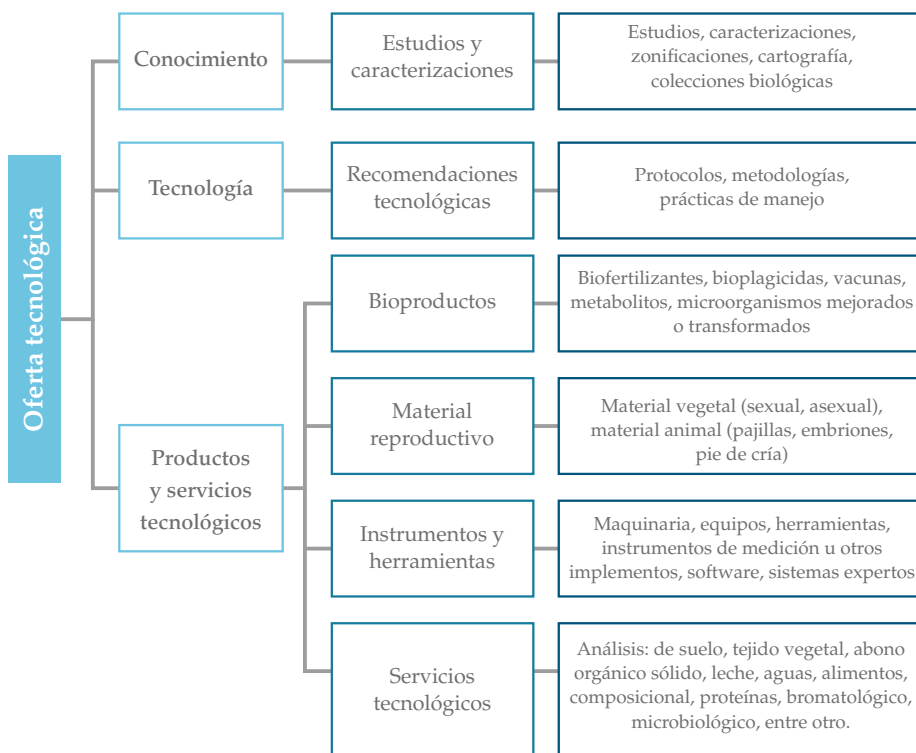 Oferta tecnológica
Conocimiento
Estudios y
caracterizaciones
Estudios, caracterizaciones,
zonificaciones, cartografía,
colecciones biológicas
Tecnología
Recomendaciones
tecnológicas
Protocolos, metodologías,
prácticas de manejo
Productos
y servicios
tecnológicos
Bioproductos
Biofertilizantes, bioplagicidas, vacunas,
metabolitos, microorganismos mejorados
o transformados
Material
reproductivo
Material vegetal (sexual, asexual),
material animal (pajillas, embriones,
pie de cría)
Instrumentos y
herramientas
Maquinaria, equipos, herramientas,
instrumentos de medición u otros
implementos, software, sistemas expertos
Servicios
tecnológicos
Análisis: de suelo, tejido vegetal, abono
orgánico sólido, leche, aguas, alimentos,
composicional, proteínas, bromatológico,
microbiológico, entre otro.